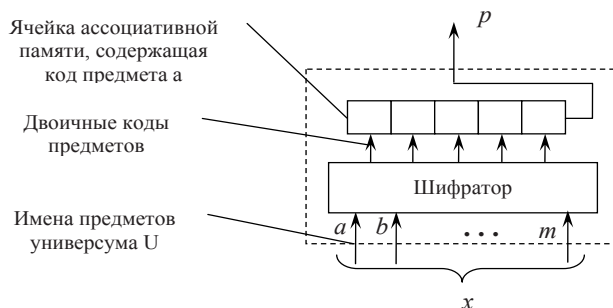 Ячейка ассоциативной
памяти, содержащая
код предмета а
p
Двоичные коды
предметов
Шифратор
Имена предметов
универсума U
a b ... m
x